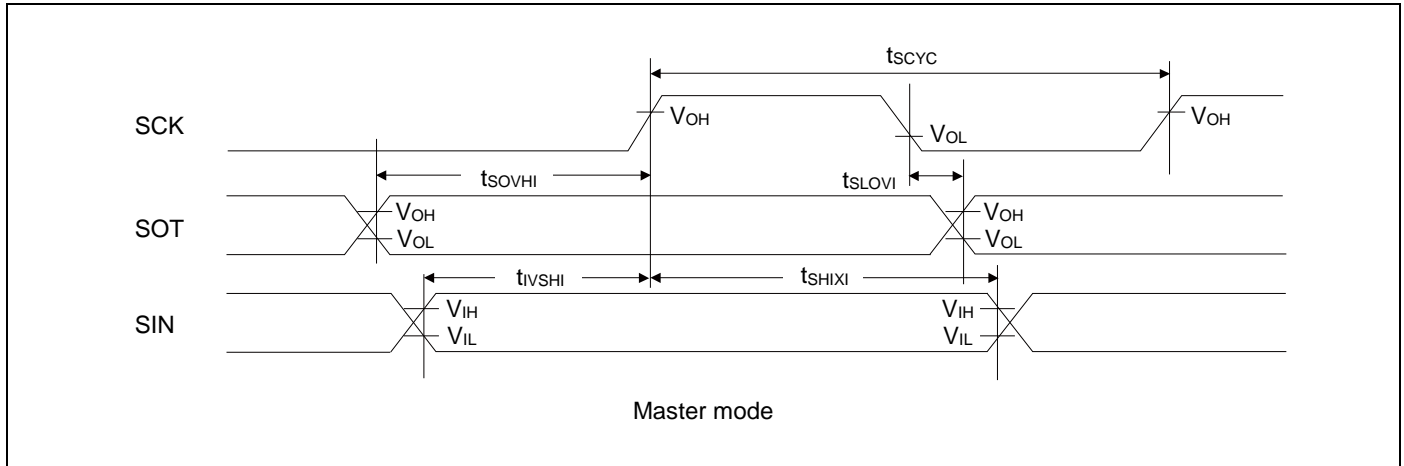 tSCYC
SCK
VOH
VOL
VOH
tSOVHI
tSLOVI
SOT
VOH
VOL
VOH
VOL
tIVSHI
tSHIXI
SIN
VIH
VIL
VIH
VIL
Master mode